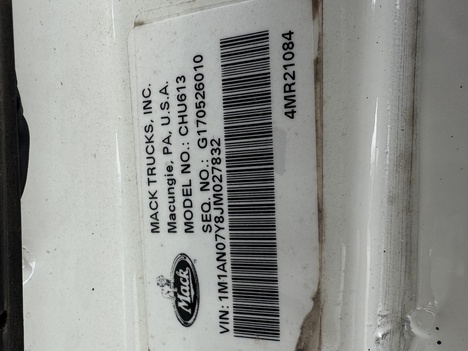 MACK TRUCKS, INC.
Macungie, PA, U.S.A.
MODEL NO.: CHU613
SEQ. NO.: G170526010
VIN: 1M1AN07Y8JM027832
4MR21084
Mack